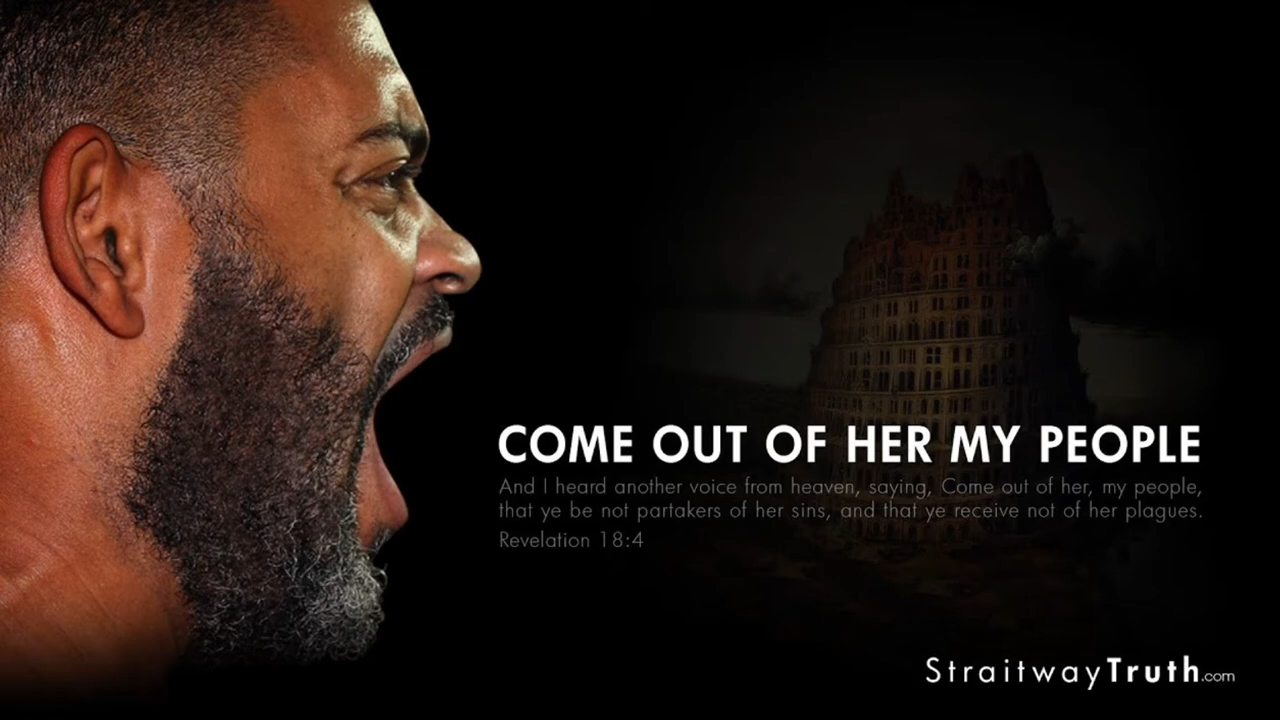 COME OUT OF HER MY PEOPLE
And I heard another voice from heaven, saying, Come out of her, my people,
that ye be not partakers of her sins, and that ye receive not of her plagues.
Revelation 18:4
StraitwayTruth.com